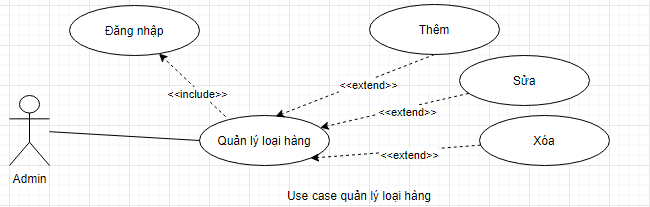 Đăng nhập
Thêm
<<extend>>
Sửa
<<include>>
<<extend>>
Quản lý loại hàng
Xóa
<<extend>>
Admin
Use case quản lý loại hàng